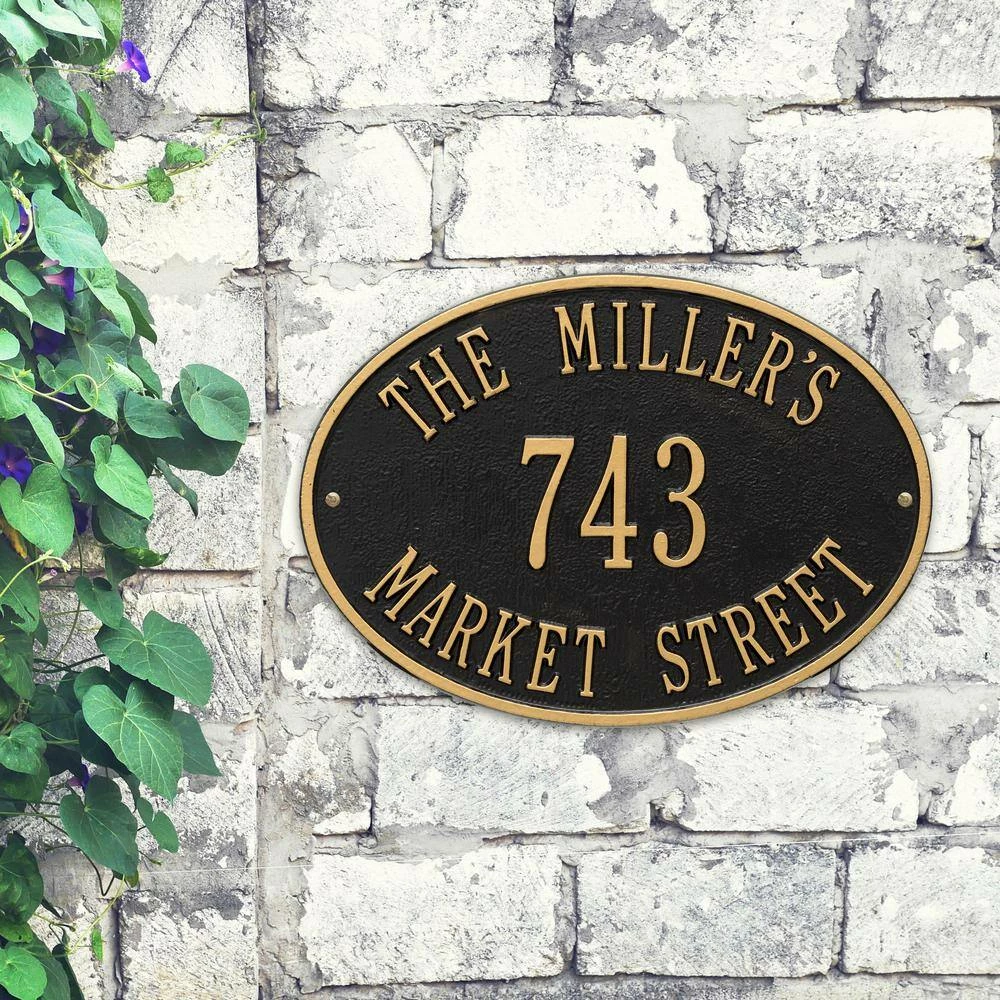 THE MILLER'S
743
MARKET STREET